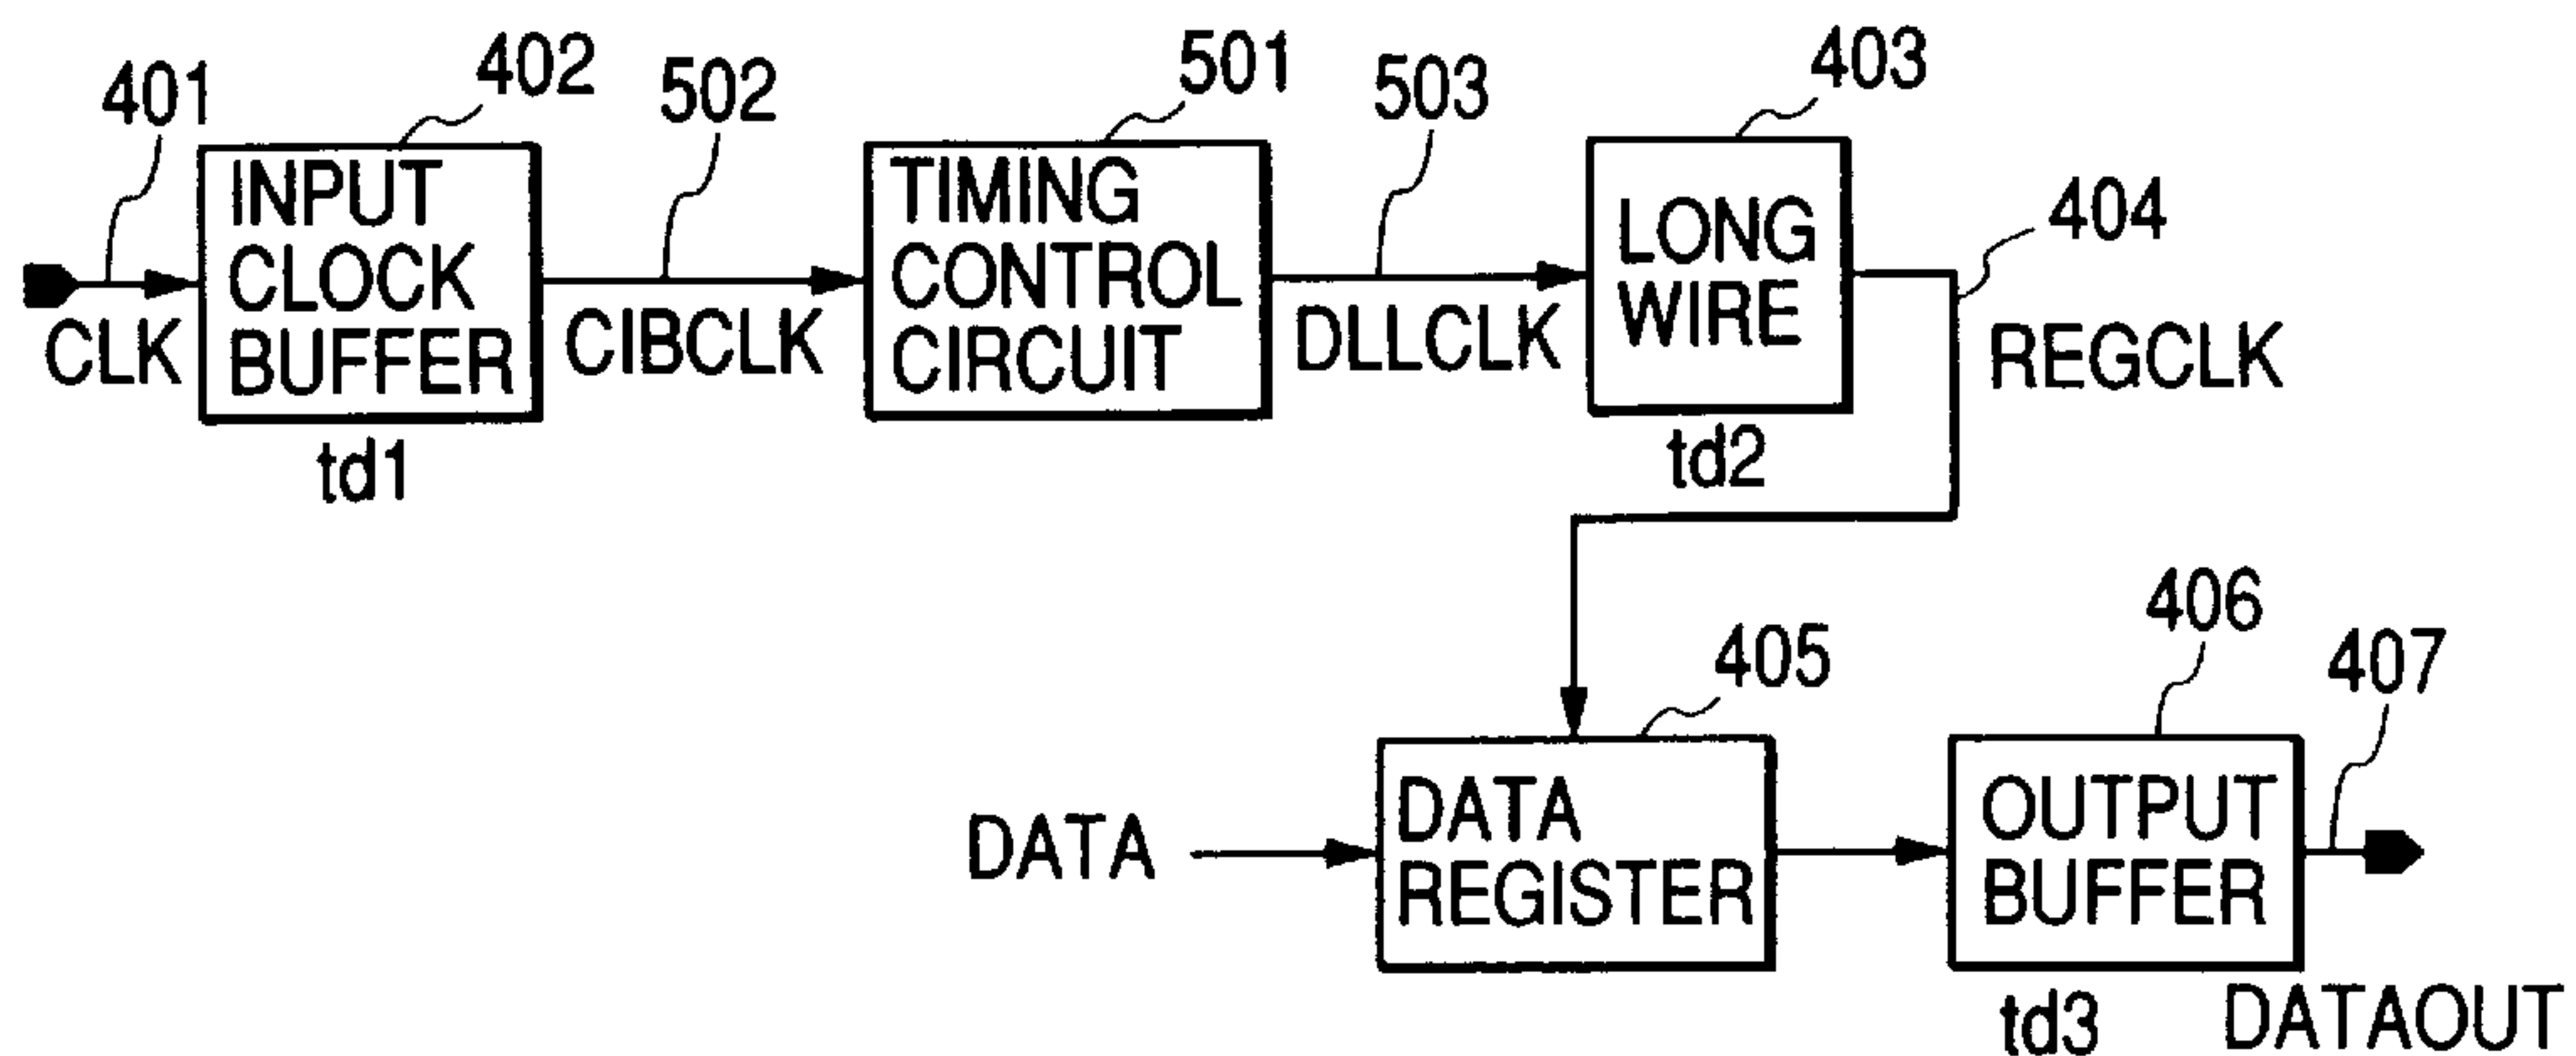 401
402
502
501
503
403
404
INPUT
CLOCK
BUFFER
TIMING
CONTROL
CIRCUIT
LONG
WIRE
CLK
CIBCLK
DLLCLK
REGCLK
td1
td2
405
406
407
DATA
DATA
REGISTER
OUTPUT
BUFFER
td3
DATAOUT